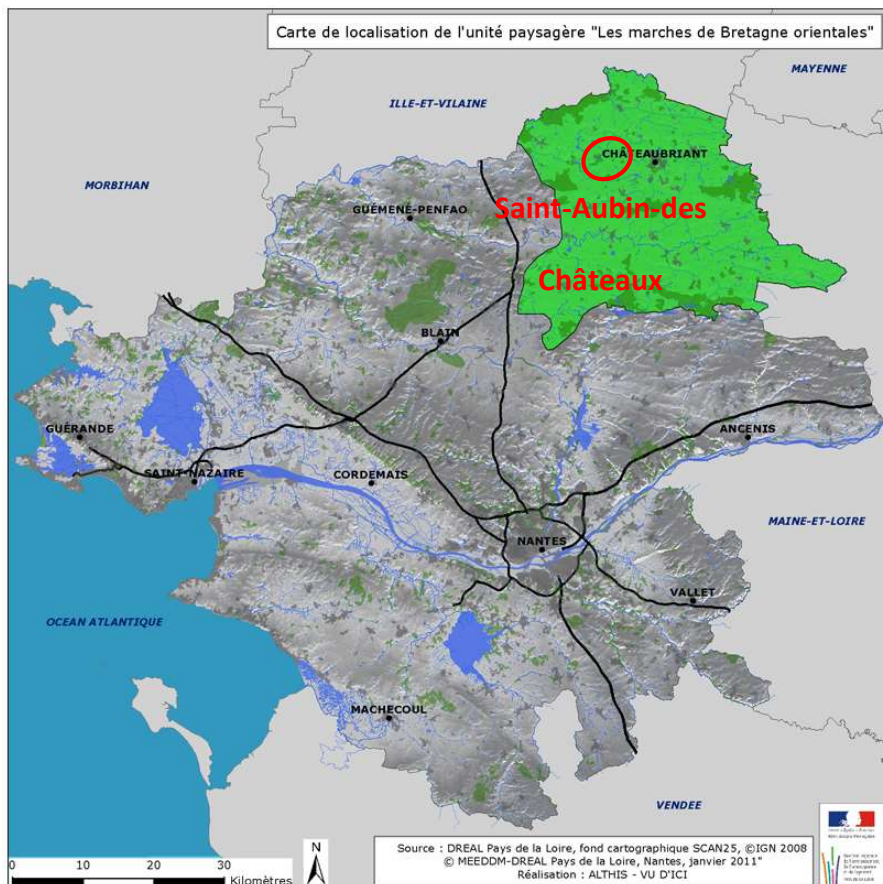 Carte de localisation de l'unité paysagère "Les marches de Bretagne orientales"
MAYENNE
ILLE-ET-VILAINE
MORBIHAN
CHÂTEAUBRIANT
Saint-Aubin-des
GUÉMENÉ-PENFAO
Châteaux
BLAIN
GUÉRANDE
ANCENIS
SAINT-NAZAIRE
CORDEMAIS
MAINE-ET-LOIRE
NANTES
VALLET
OCEAN ATLANTIQUE
MACHECOUL
VENDEE
0 10 20 30
Kilomètres
N
Source : DREAL Pays de la Loire, fond cartographique SCAN25, ©IGN 2008
© MEEDDM-DREAL Pays de la Loire, Nantes, janvier 2011"
Réalisation : ALTHIS - VU D'ICI